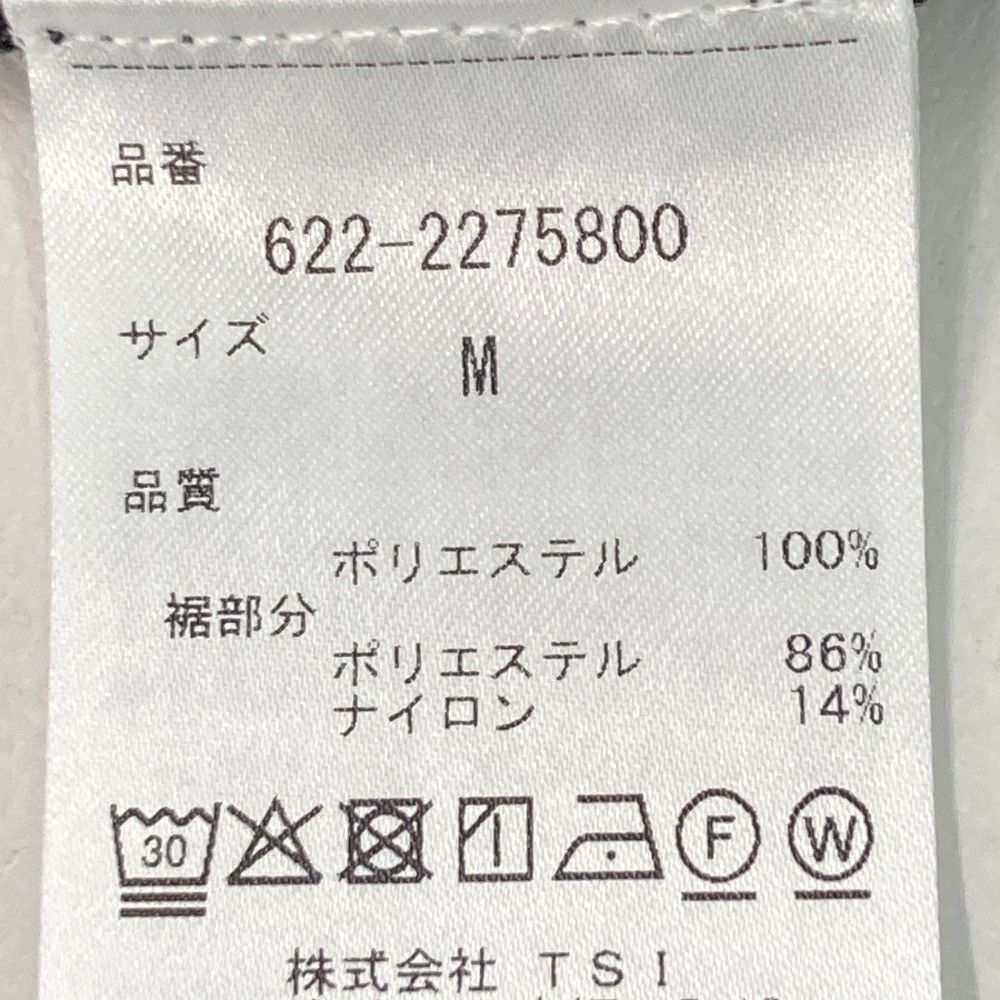 品番
622-2275800
サイズ
M
品質
ポリエステル 100%
裾部分
ポリエステル 86%
ナイロン 14%
30 F W
株式会社 TSI